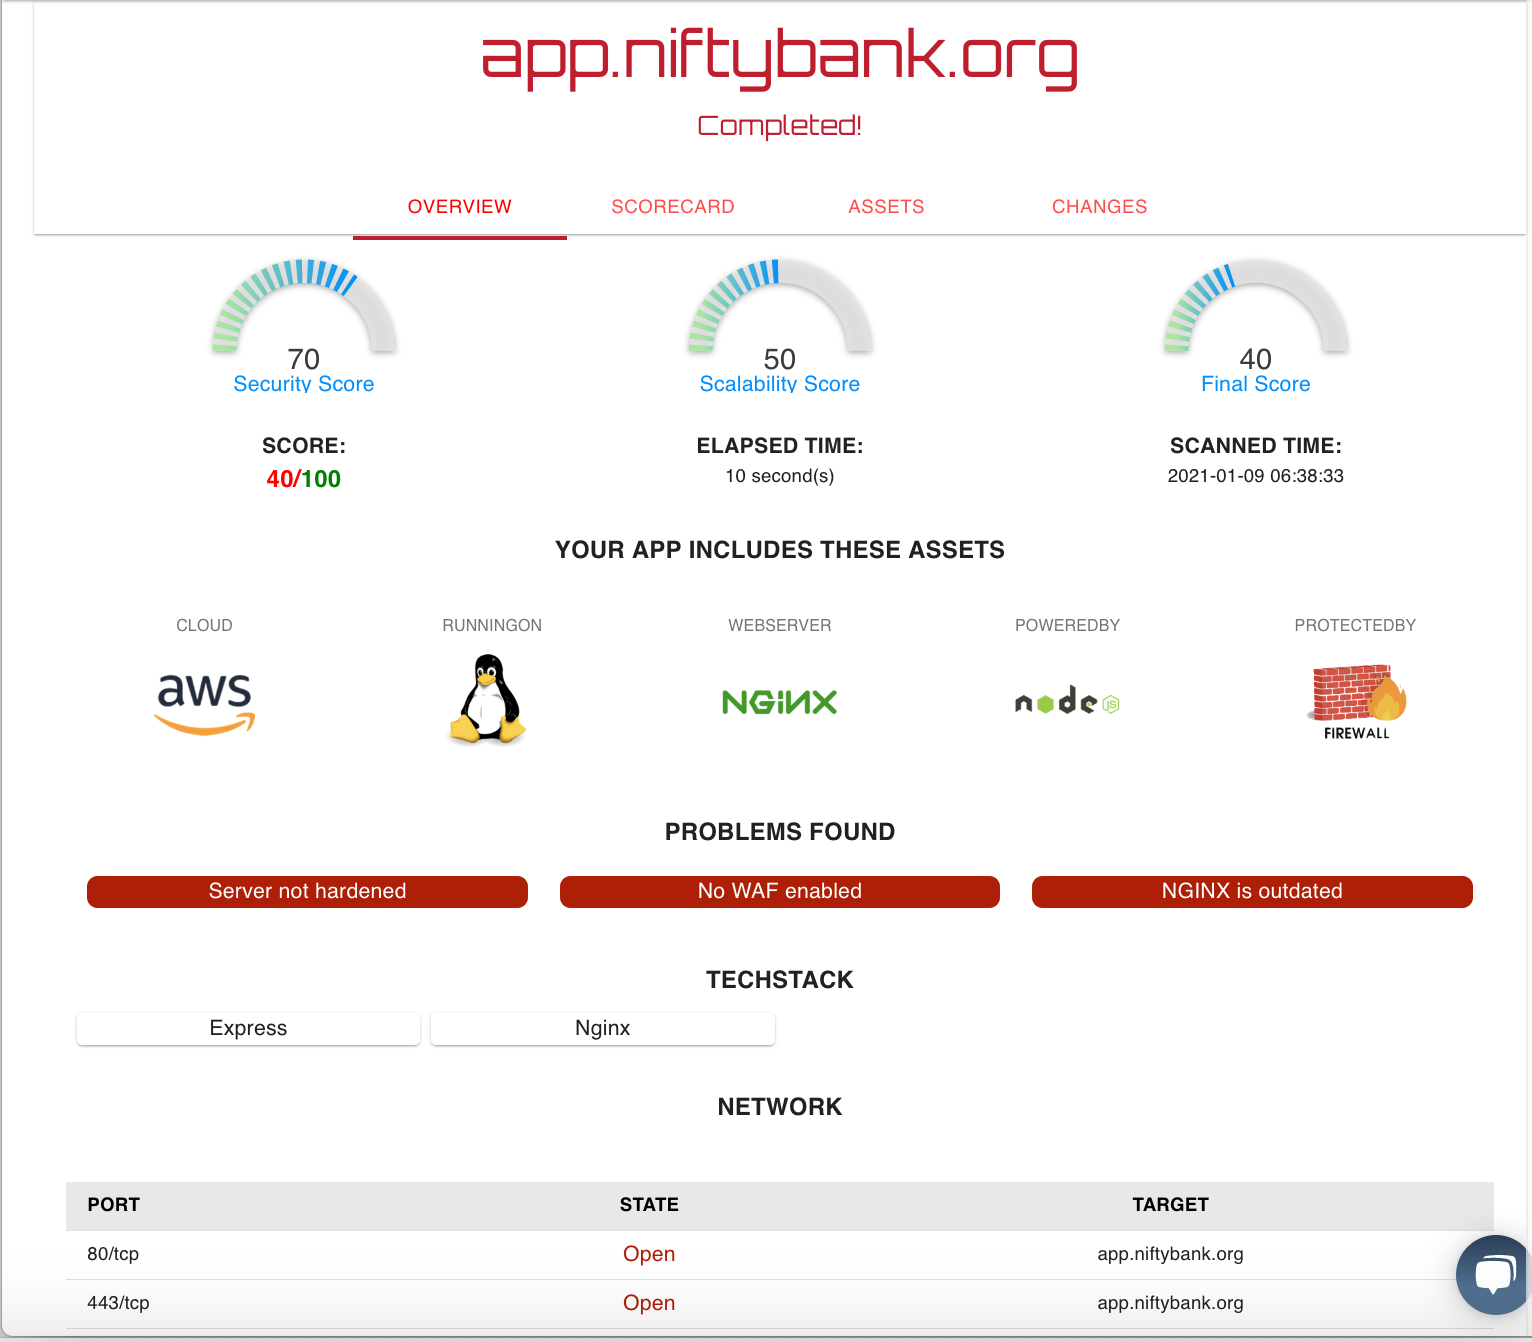 app.niftybank.org
Completed!
OVERVIEW SCORECARD ASSETS CHANGES
70 50 40
Security Score Scalability Score Final Score
SCORE: ELAPSED TIME: SCANNED TIME:
40/100 10 second(s) 2021-01-09 06:38:33
YOUR APP INCLUDES THESE ASSETS
CLOUD RUNNINGON WEBSERVER POWEREDBY PROTECTEDBY
aws NGINX node JS FIREWALL
PROBLEMS FOUND
Server not hardened No WAF enabled NGINX is outdated
TECHSTACK
Express Nginx
NETWORK
PORT STATE TARGET
80/tcp Open app.niftybank.org
443/tcp Open app.niftybank.org